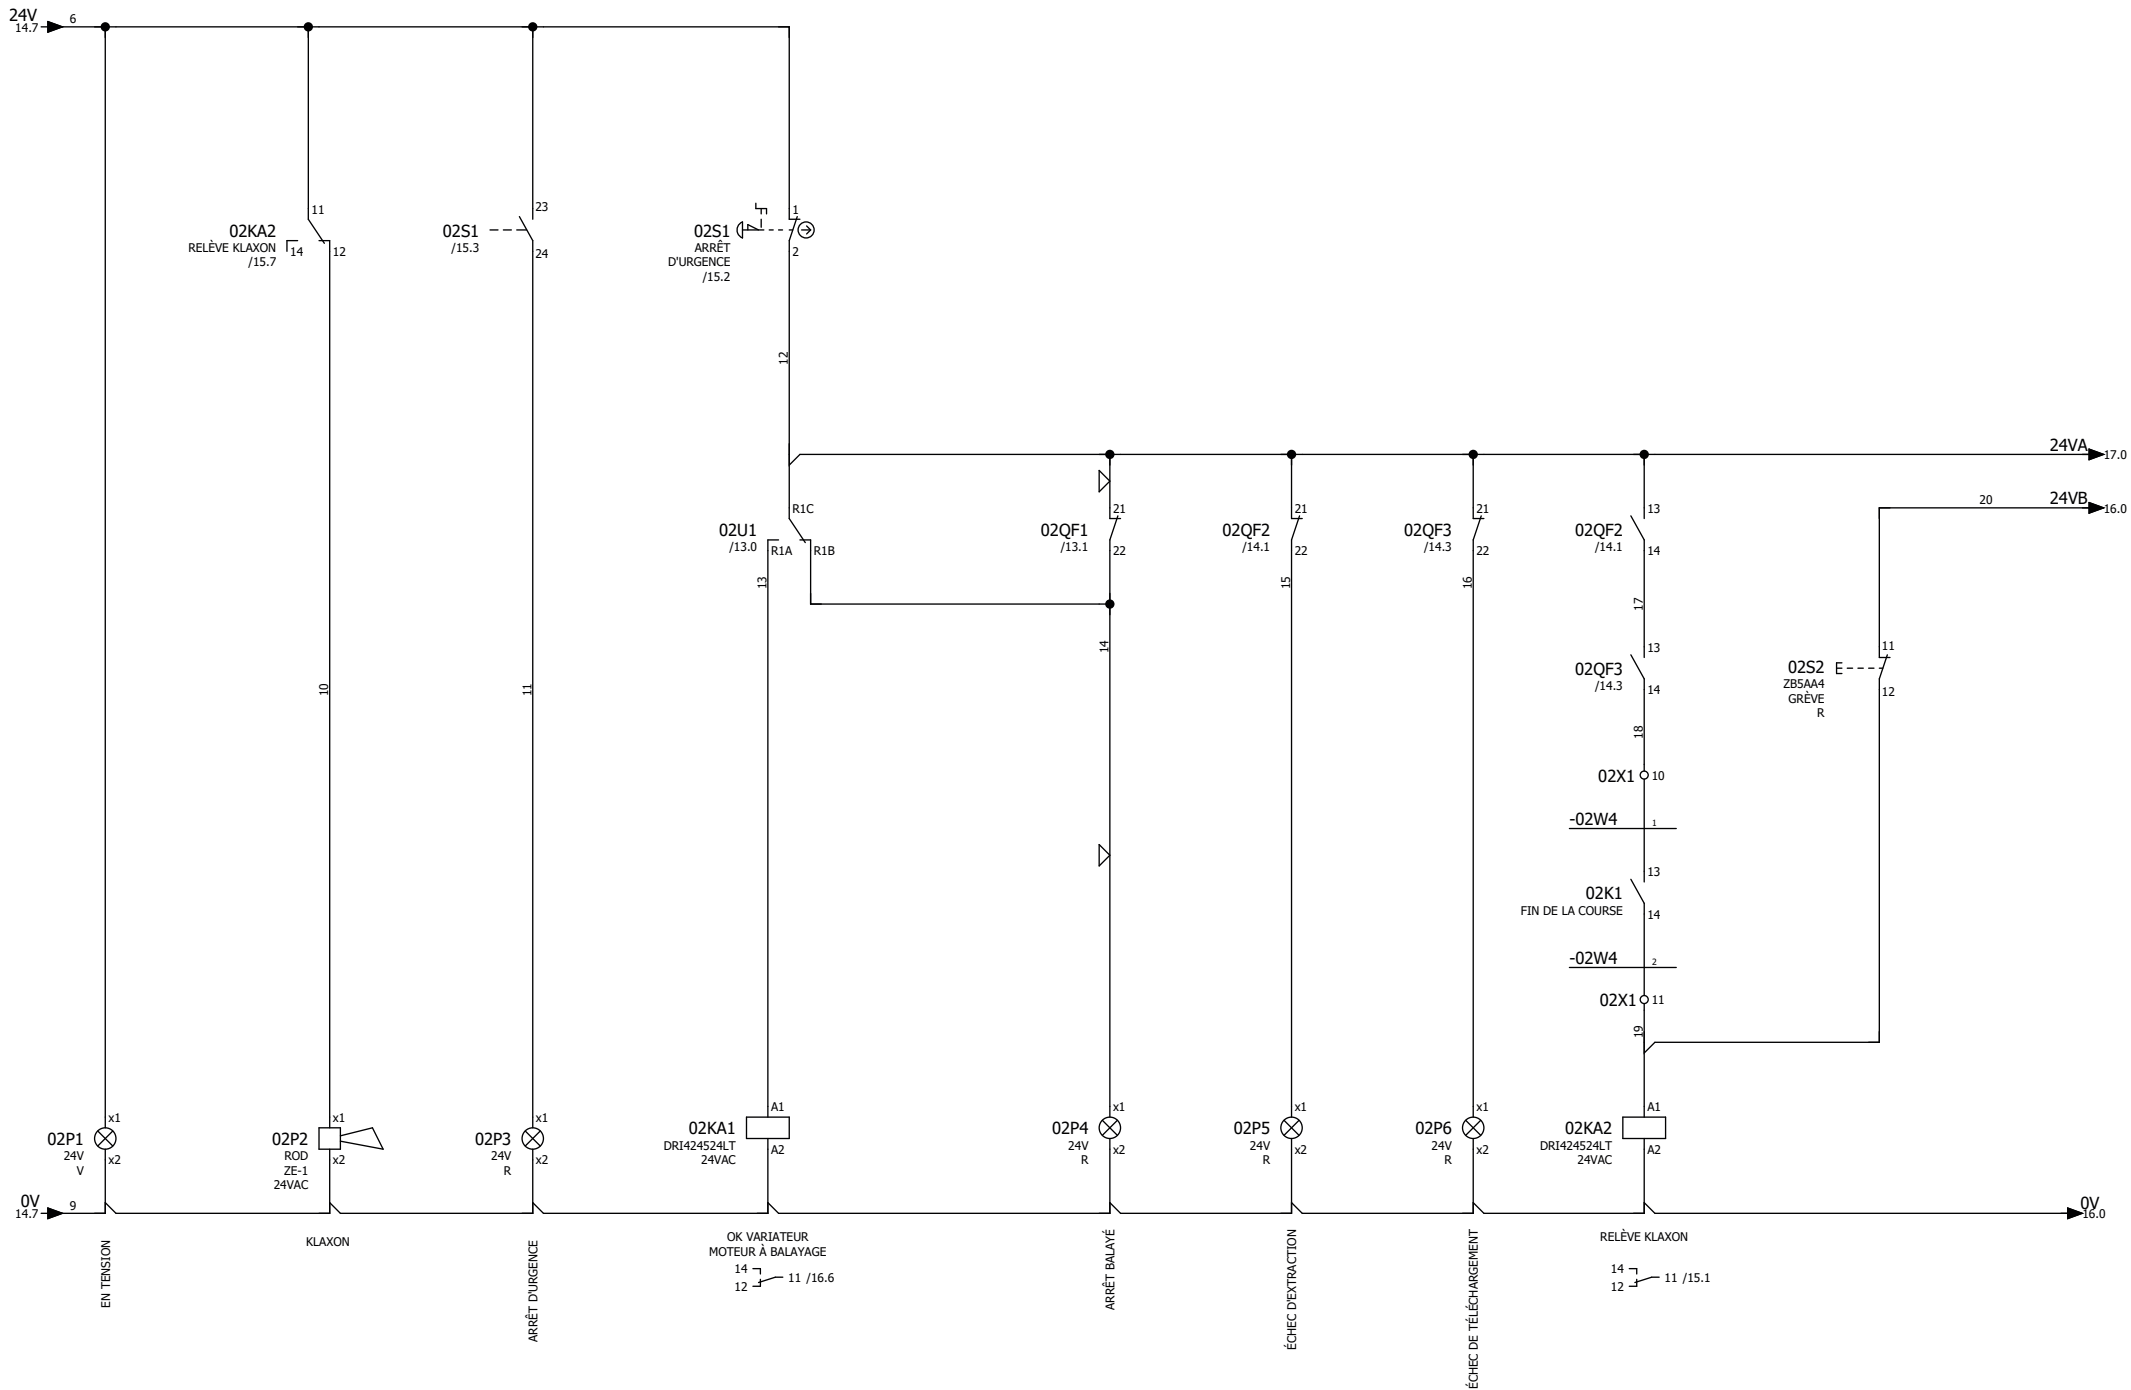 24V
14.7
6
11
02KA2
RELÈVE KLAXON
/15.7
14
12
23
02S1
/15.3
24
1
02S1
ARRÊT
D'URGENCE
/15.2
2
12
24VA
17.0
20
24VB
16.0
R1C
02U1
/13.0
R1A
R1B
21
02QF1
/13.1
22
21
02QF2
/14.1
22
21
02QF3
/14.3
22
13
02QF2
/14.1
14
13
14
15
16
17
10
11
13
02QF3
/14.3
14
18
11
02S2
E
ZB5AA4
GRÈVE
R
12
02X1
10
-02W4
1
13
02K1
FIN DE LA COURSE
14
-02W4
2
02X1
11
19
x1
02P1
24V
V
x2
x1
02P2
ROD
ZE-1
24VAC
x2
x1
02P3
24V
R
x2
A1
02KA1
DRI424524LT
24VAC
A2
x1
02P4
24V
R
x2
x1
02P5
24V
R
x2
x1
02P6
24V
R
x2
A1
02KA2
DRI424524LT
24VAC
A2
0V
14.7
9
0V
16.0
EN TENSION
KLAXON
ARRÊT D'URGENCE
OK VARIATEUR
MOTEUR À BALAYAGE
14
12
11 /16.6
ARRÊT BALAYÉ
ÉCHEC D'EXTRACTION
ÉCHEC DE TÉLÉCHARGEMENT
RELÈVE KLAXON
14
12
11 /15.1